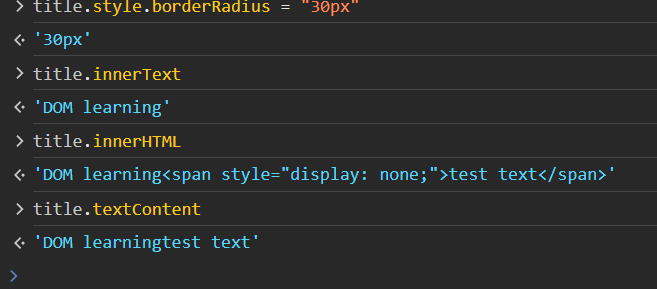 title.style.borderRadius = "30px"
'30px'
title.innerText
'DOM learning'
title.innerHTML
'DOM learning<span style="display: none;">test text</span>'
title.textContent
'DOM learningtest text'